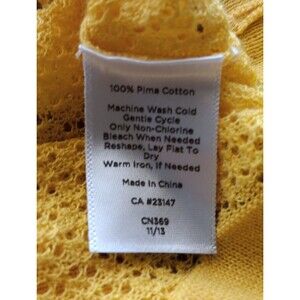 100% Pima Cotton
Machine Wash Cold
Gentle Cycle
Only Non-Chlorine
Bleach When Needed
Reshape, Lay Flat To
Dry
Warm Iron, If Needed
Made In China
CA #23147
CN369
11/13